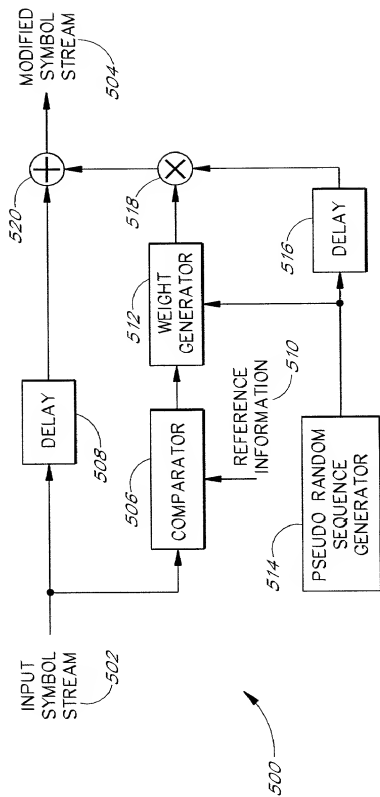 INPUT
SYMBOL
STREAM
502
DELAY
508
520
MODIFIED
SYMBOL
STREAM
504
506
COMPARATOR
REFERENCE
INFORMATION
510
512
WEIGHT
GENERATOR
518
514
PSEUDO RANDOM
SEQUENCE
GENERATOR
516
DELAY
500